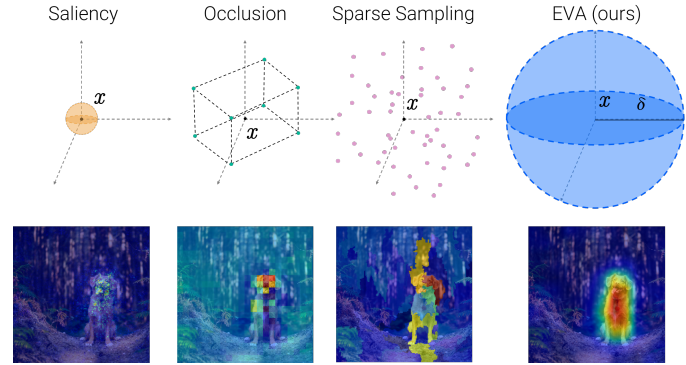 Saliency Occlusion Sparse Sampling EVA (ours)
x x x x δ